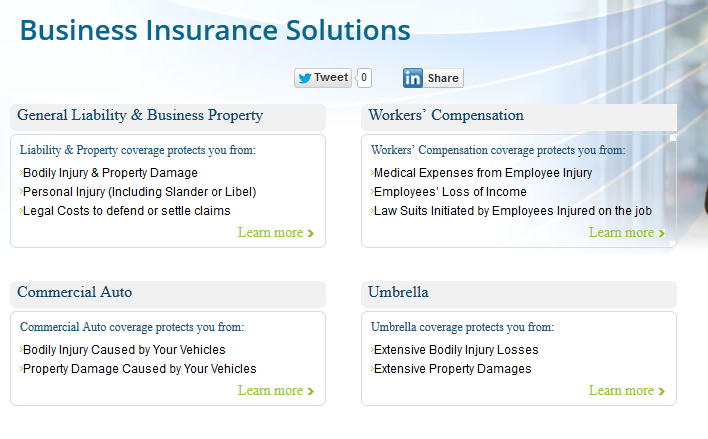 Business Insurance Solutions
Tweet 0
Share
General Liability & Business Property
Liability & Property coverage protects you from:
›Bodily Injury & Property Damage
›Personal Injury (Including Slander or Libel)
›Legal Costs to defend or settle claims
Learn more ›
Workers’ Compensation
Workers’ Compensation coverage protects you from:
›Medical Expenses from Employee Injury
›Employees’ Loss of Income
›Law Suits Initiated by Employees Injured on the job
Learn more ›
Commercial Auto
Commercial Auto coverage protects you from:
›Bodily Injury Caused by Your Vehicles
›Property Damage Caused by Your Vehicles
Learn more ›
Umbrella
Umbrella coverage protects you from:
›Extensive Bodily Injury Losses
›Extensive Property Damages
Learn more ›